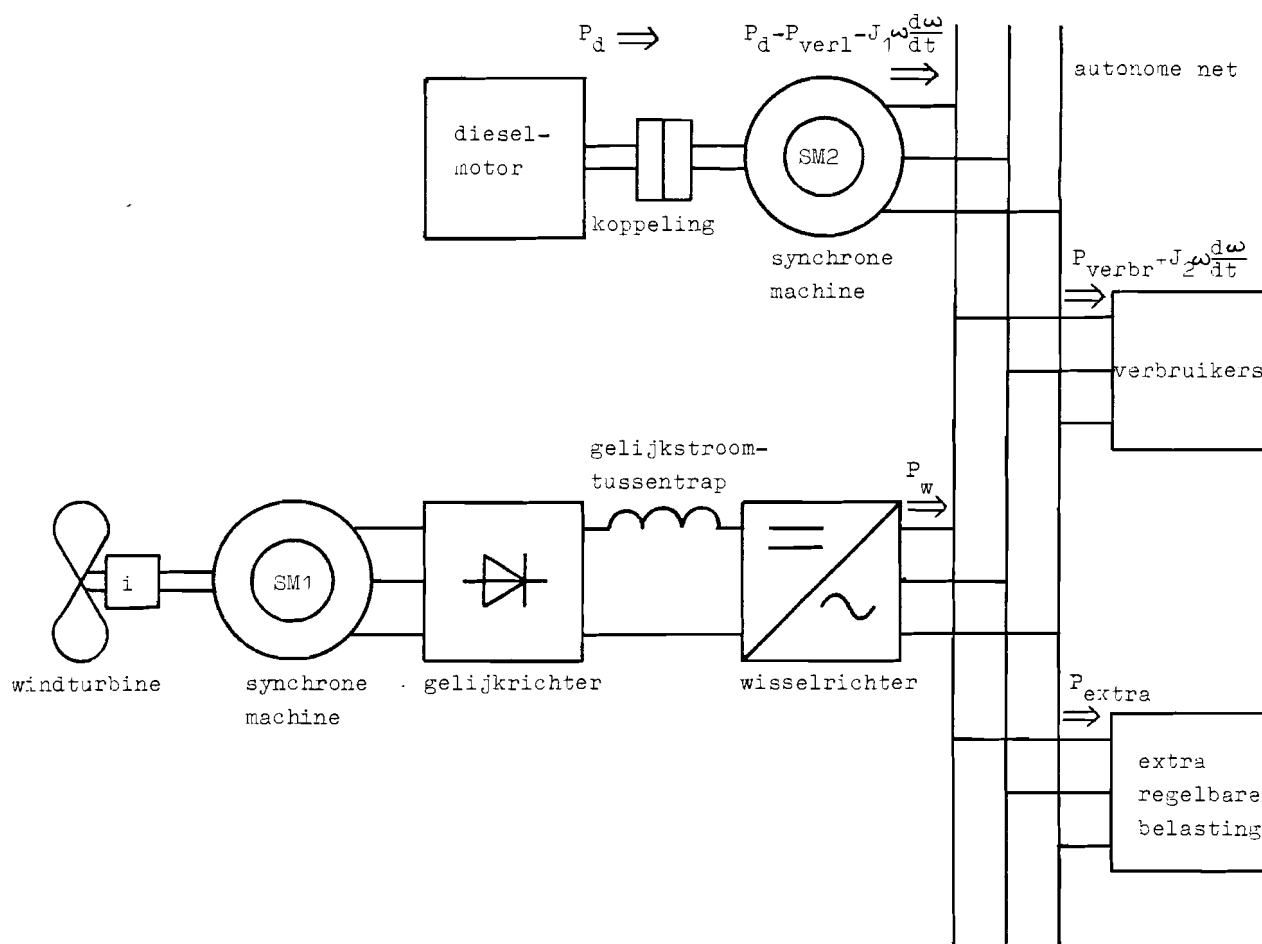 P_d ⇒
P_d-P_verl-J_1ω dω/dt
⇒
autonome net
diesel-
motor
SM2
koppeling
synchrone
machine
P_verbr+J_2ω dω/dt
⇒
verbruikers
gelijkstroom-
tussentrap
P_w
⇒
i
SM1
windturbine
synchrone
machine
gelijkrichter
wisselrichter
P_extra
⇒
extra
regelbare
belasting